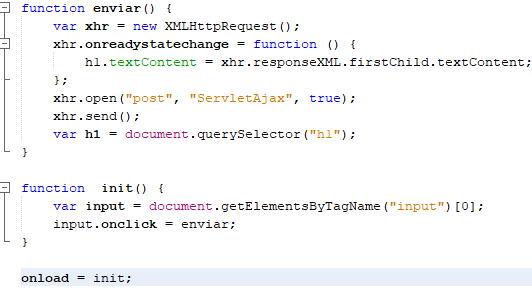 function enviar() {
    var xhr = new XMLHttpRequest();
    xhr.onreadystatechange = function () {
        h1.textContent = xhr.responseXML.firstChild.textContent;
    };
    xhr.open("post", "ServletAjax", true);
    xhr.send();
    var h1 = document.querySelector("h1");
}
function  init() {
    var input = document.getElementsByTagName("input")[0];
    input.onclick = enviar;
}
onload = init;